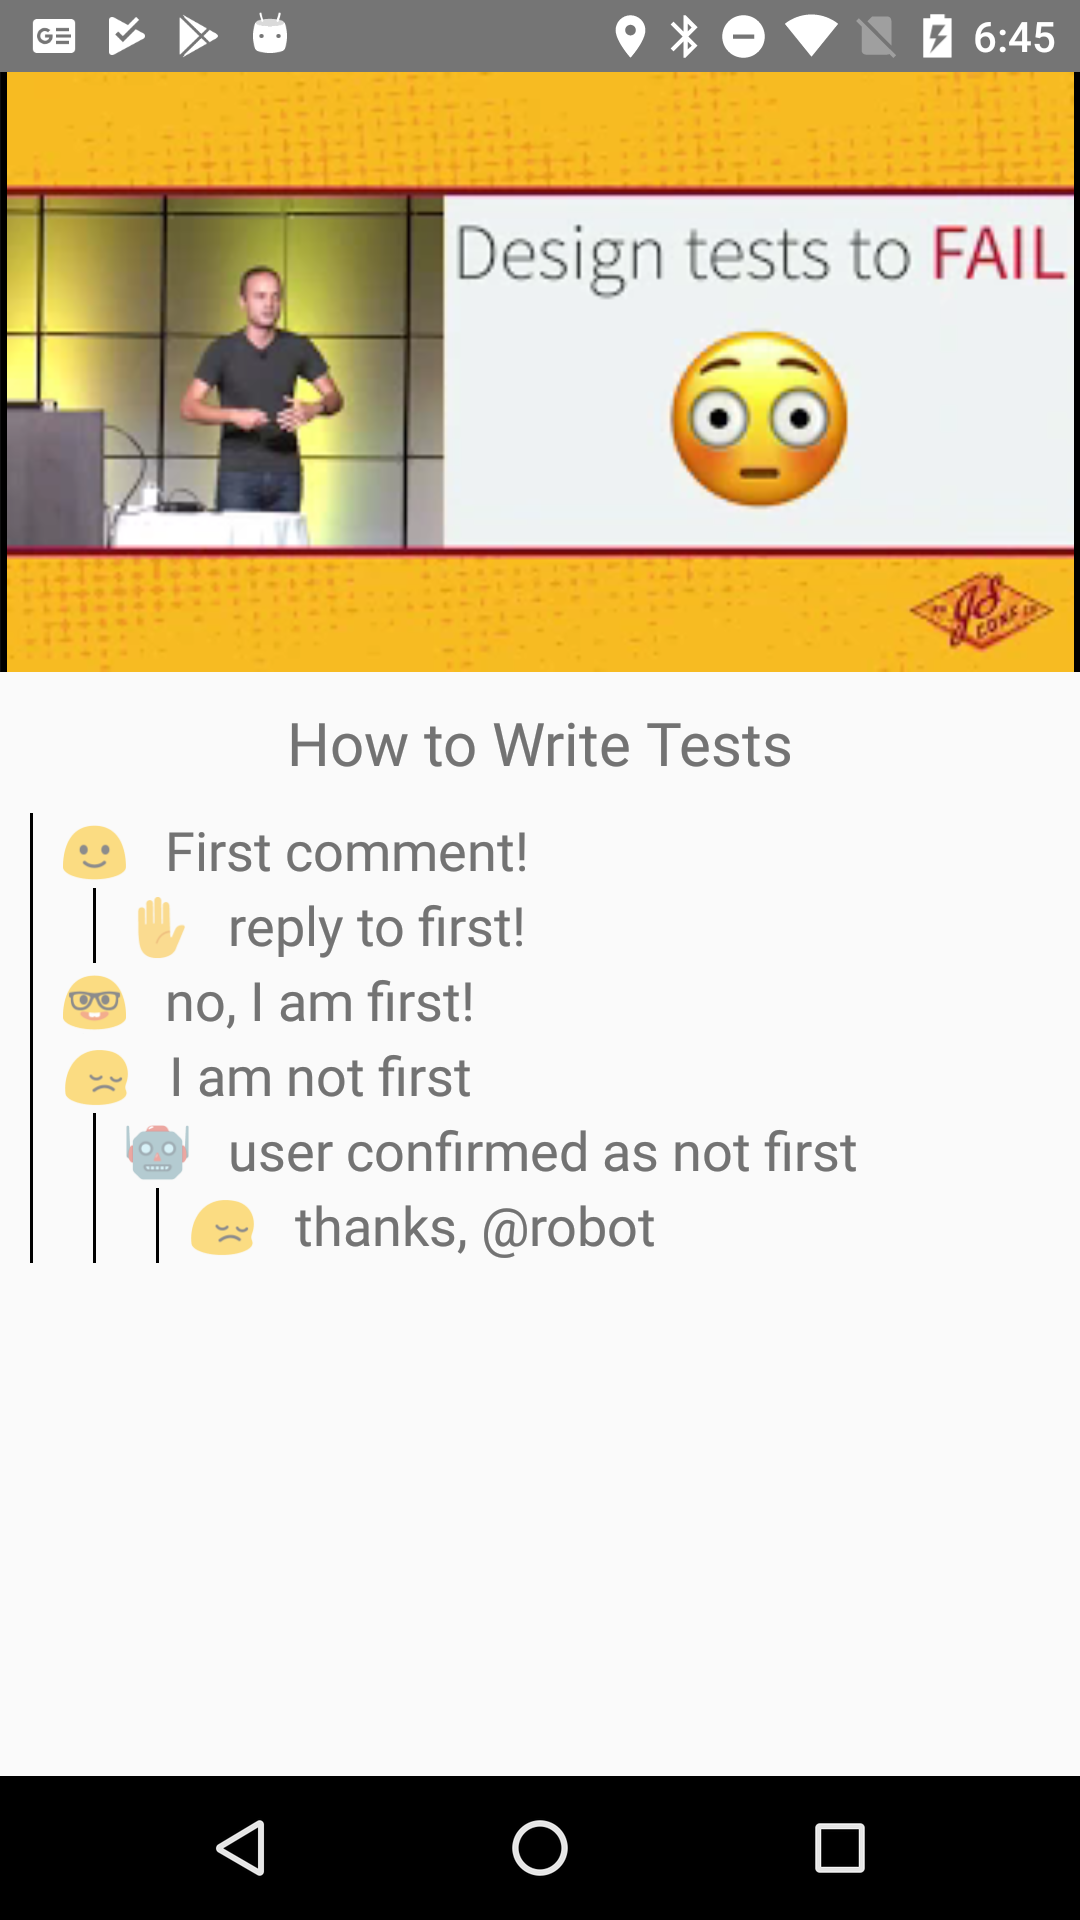 GE
6:45
Design tests to FAIL
JS
CONF
How to Write Tests
First comment!
reply to first!
no, I am first!
I am not first
user confirmed as not first
thanks, @robot